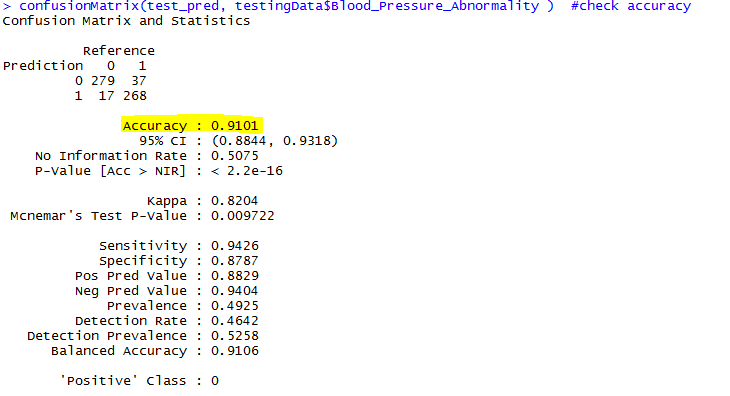 > confusionMatrix(test_pred, testingData$Blood_Pressure_Abnormality )  #check accuracy
Confusion Matrix and Statistics
          Reference
Prediction   0   1
         0 279  37
         1  17 268
Accuracy : 0.9101
95% CI : (0.8844, 0.9318)
No Information Rate : 0.5075
P-Value [Acc > NIR] : < 2.2e-16
Kappa : 0.8204
Mcnemar's Test P-Value : 0.009722
Sensitivity : 0.9426
Specificity : 0.8787
Pos Pred Value : 0.8829
Neg Pred Value : 0.9404
Prevalence : 0.4925
Detection Rate : 0.4642
Detection Prevalence : 0.5258
Balanced Accuracy : 0.9106
'Positive' Class : 0